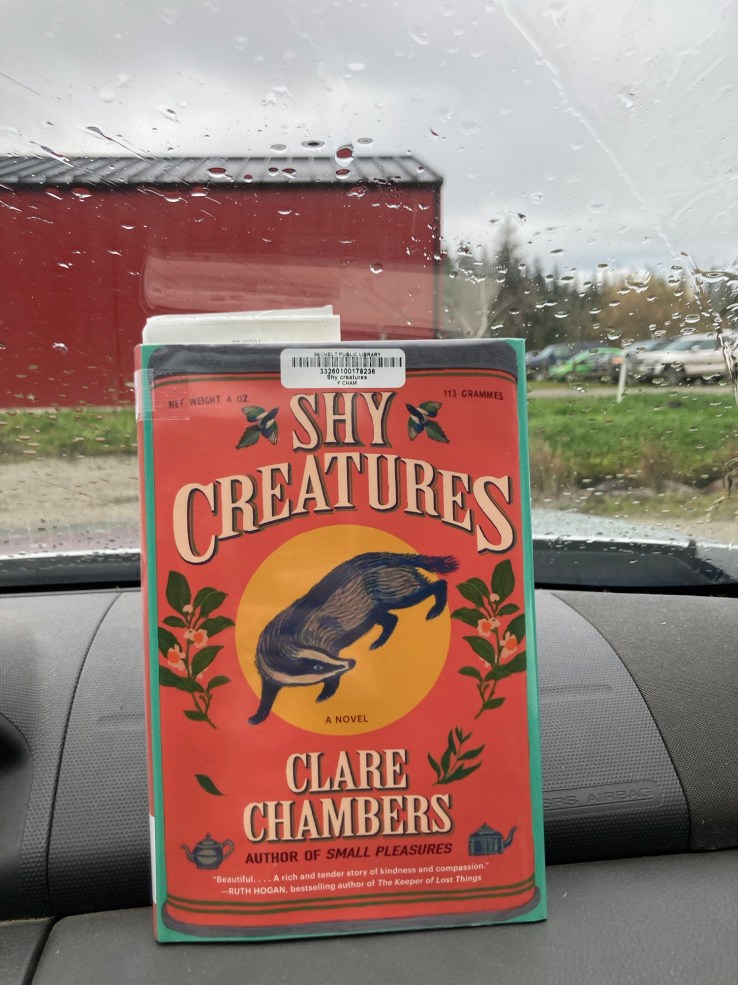 SECHELT PUBLIC LIBRARY
33260100178236
Shy creatures
F CHAM
NET WEIGHT 4 OZ.
113 GRAMMES
SHY
CREATURES
A NOVEL
CLARE
CHAMBERS
AUTHOR OF SMALL PLEASURES
"Beautiful. . . . A rich and tender story of kindness and compassion."
—RUTH HOGAN, bestselling author of The Keeper of Lost Things
AIRBAG